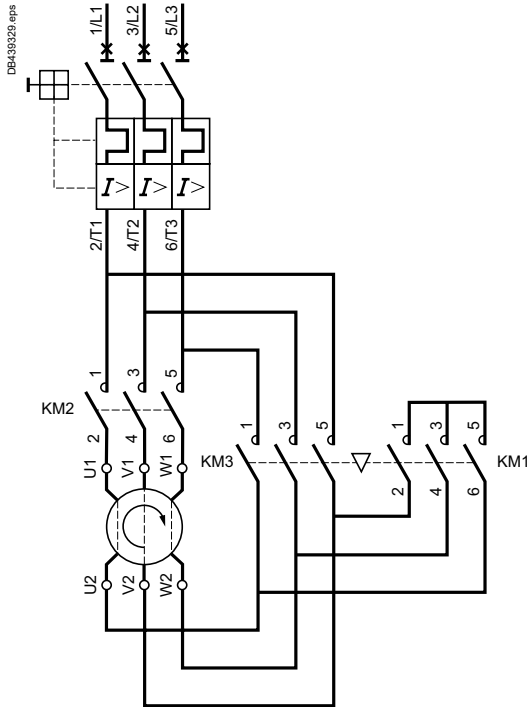 DB439329.eps
1/L1 3/L2 5/L3
I> I> I>
2/T1 4/T2 6/T3
1 3 5
KM2
2 4 6
U1 V1 W1
1 3 5
KM3
1 3 5
KM1
2 4 6
U2 V2 W2